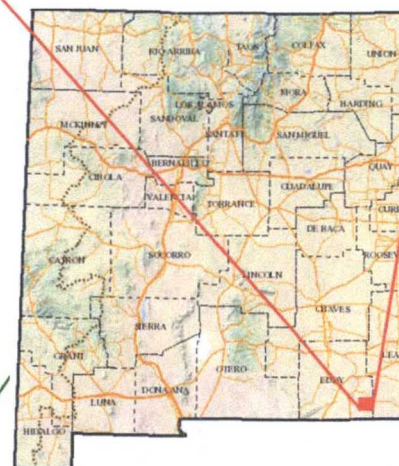 SAN JUAN
RIO ARRIBA
TAOS
COLFAX
UNION
MORA
HARDING
LOS ALAMOS
SANDOVAL
MCKINLEY
SANTA FE
SAN MIGUEL
BERNALILLO
QUAY
CIBOLA
GUADALUPE
VALENCIA
TORRANCE
CURR
DE BACA
ROOSEV
CATRON
SOCORRO
LINCOLN
CHAVES
SIERRA
GRANT
OTERO
EDDY
LEA
LUNA
DONA ANA
HIDALGO